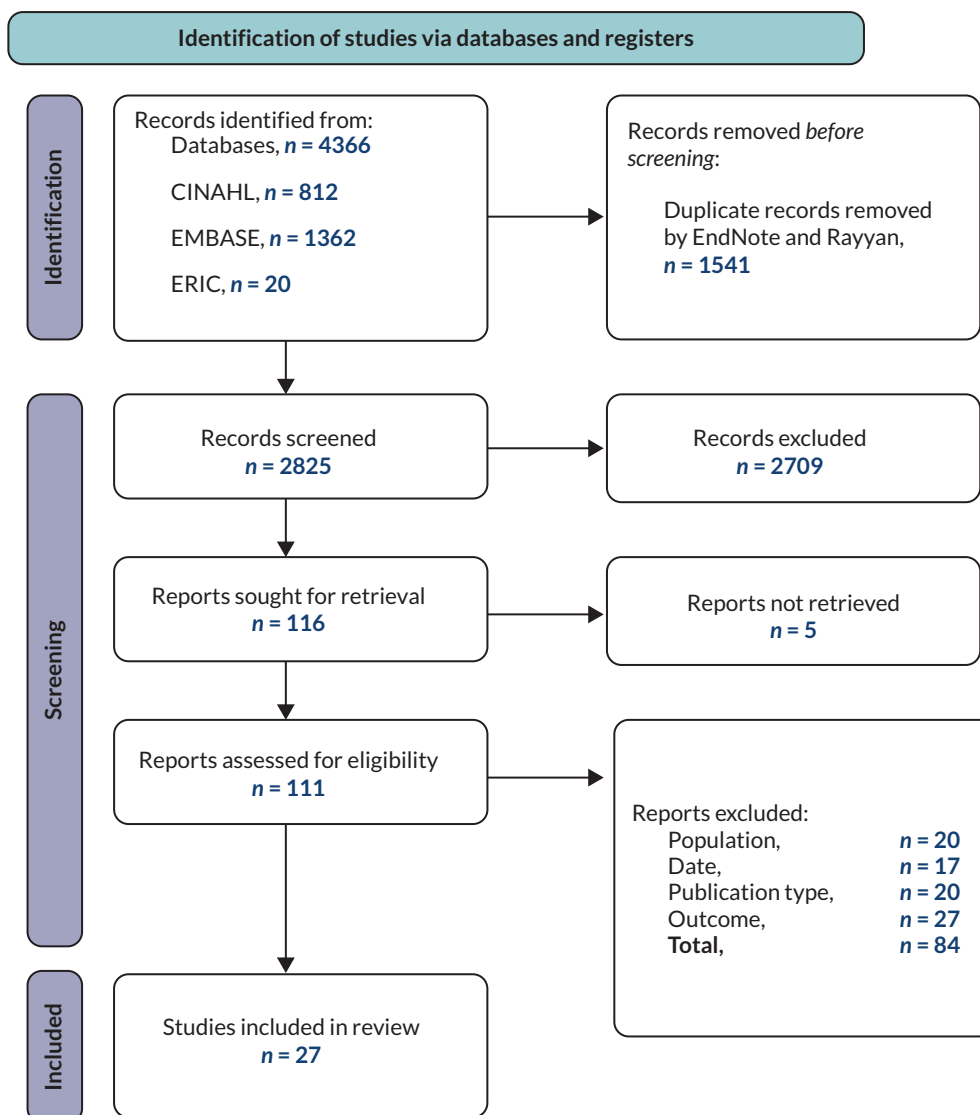 Identification of studies via databases and registers
Identification
Records identified from:
Databases, n = 4366
CINAHL, n = 812
EMBASE, n = 1362
ERIC, n = 20
Records removed before
screening:
Duplicate records removed
by EndNote and Rayyan,
n = 1541
Screening
Records screened
n = 2825
Records excluded
n = 2709
Reports sought for retrieval
n = 116
Reports not retrieved
n = 5
Reports assessed for eligibility
n = 111
Reports excluded:
Population, n = 20
Date, n = 17
Publication type, n = 20
Outcome, n = 27
Total, n = 84
Included
Studies included in review
n = 27